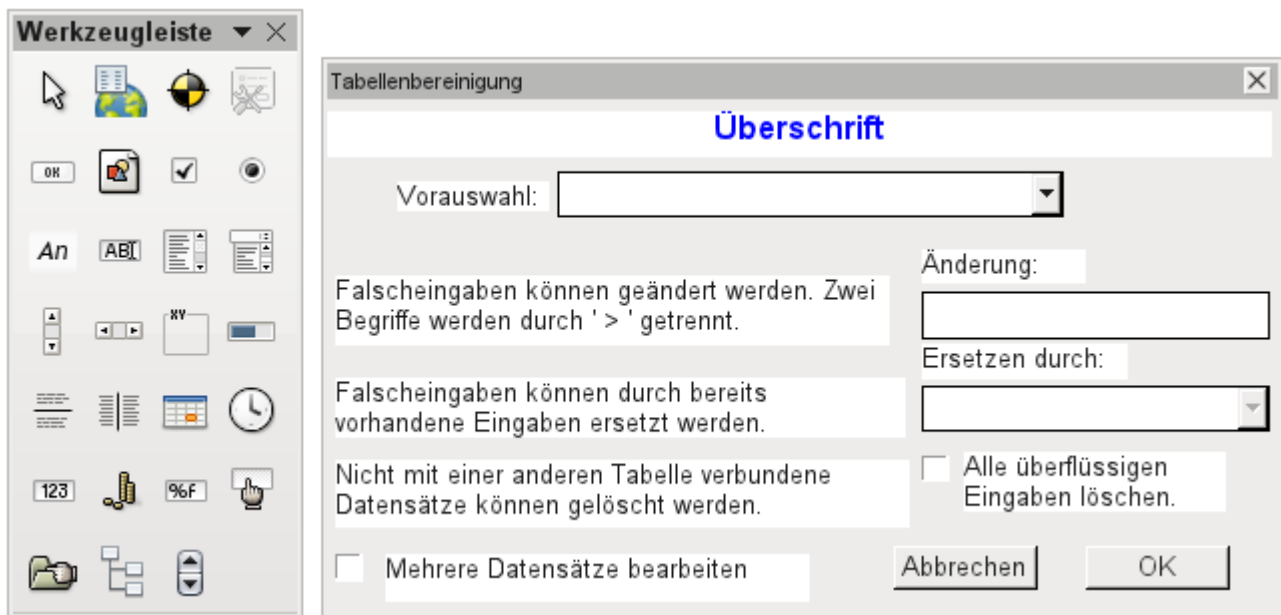 Werkzeugleiste
OK
An
ABI
XY
123
%F
Tabellenbereinigung
Überschrift
Vorauswahl:
Änderung:
Falscheingaben können geändert werden. Zwei
Begriffe werden durch ' > ' getrennt.
Ersetzen durch:
Falscheingaben können durch bereits
vorhandene Eingaben ersetzt werden.
Nicht mit einer anderen Tabelle verbundene
Datensätze können gelöscht werden.
Alle überflüssigen
Eingaben löschen.
Mehrere Datensätze bearbeiten
Abbrechen
OK